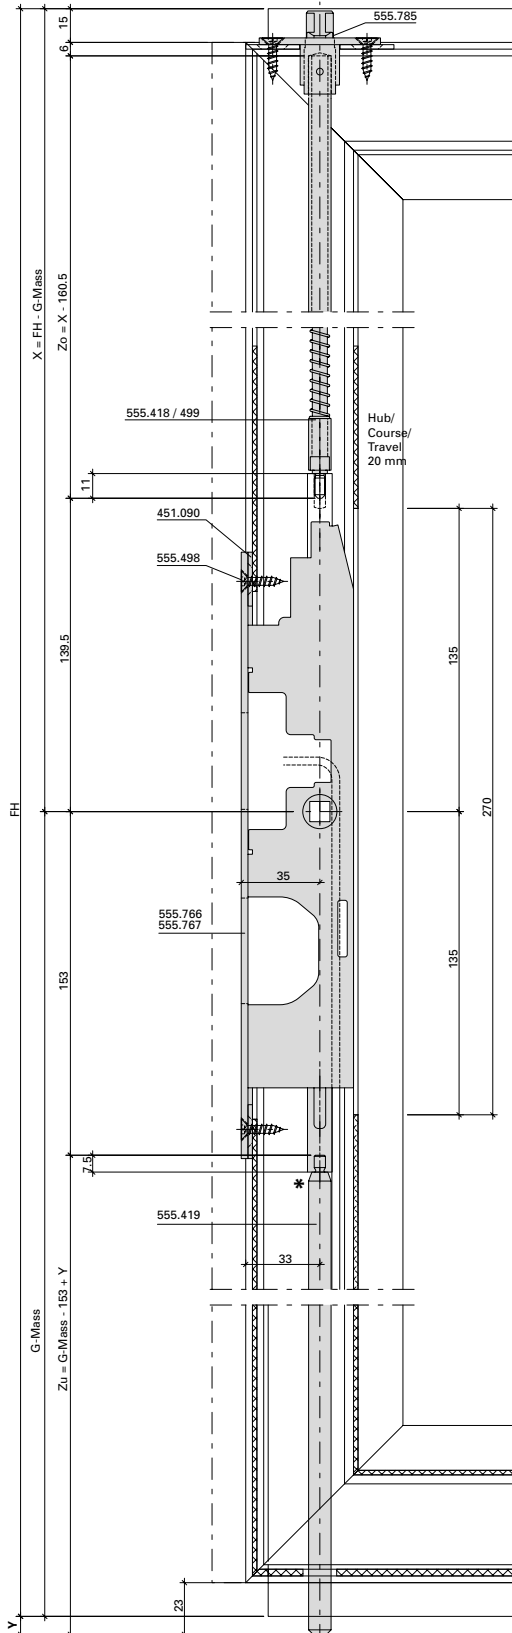 555.785
15
6
X = FH - G-Mass
Zo = X - 160.5
555.418 / 499
Hub/
Course/
Travel
20 mm
11
451.090
555.498
139.5
135
FH
270
35
555.766
555.767
153
135
7.5
*
555.419
33
G-Mass
Zu = G-Mass - 153 + Y
23
Y